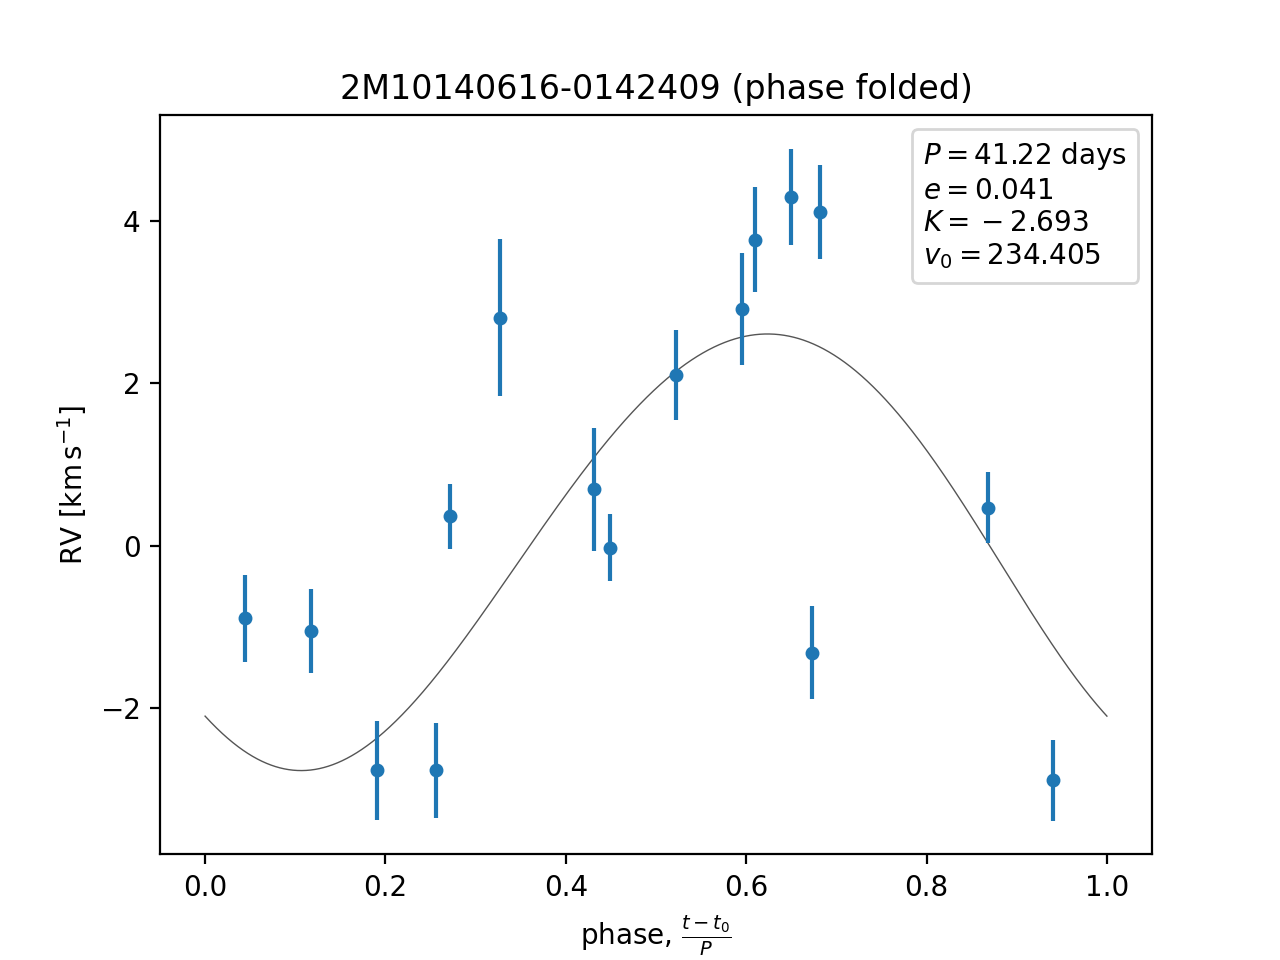 2M10140616-0142409 (phase folded)
P = 41.22 days
e = 0.041
K = − 2.693
v₀ = 234.405
4
2
0
−2
RV [km s⁻¹]
0.0 0.2 0.4 0.6 0.8 1.0
phase, (t − t₀)/P